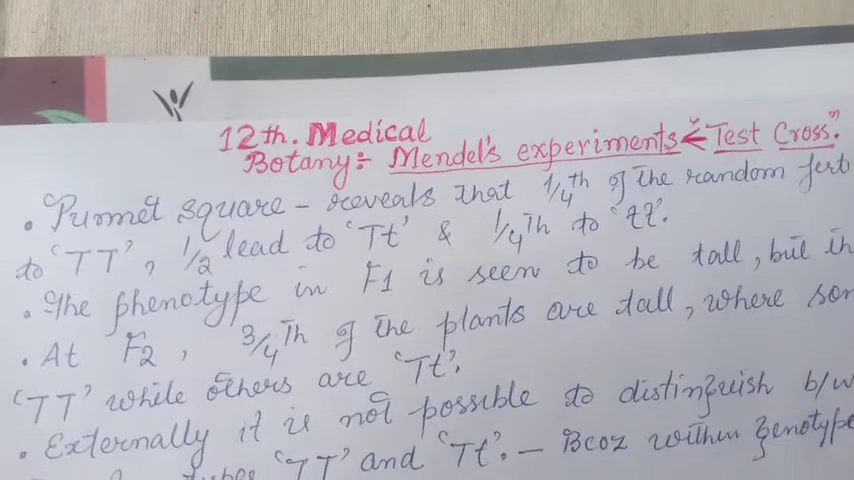 12th. Medical
Botany:- Mendel's experiments < "Test Cross".
• Punnet square - reveals that 1/4th of the random fert
to 'TT', 1/2 lead to 'Tt' & 1/4th to 'tt'.
• The phenotype in F1 is seen to be tall, but in
• At F2, 3/4Th of the plants are tall, where som
'TT' while others are 'Tt'.
• Externally it is not possible to distinguish b/w
'TT' and 'Tt'. - Bcoz within genotype